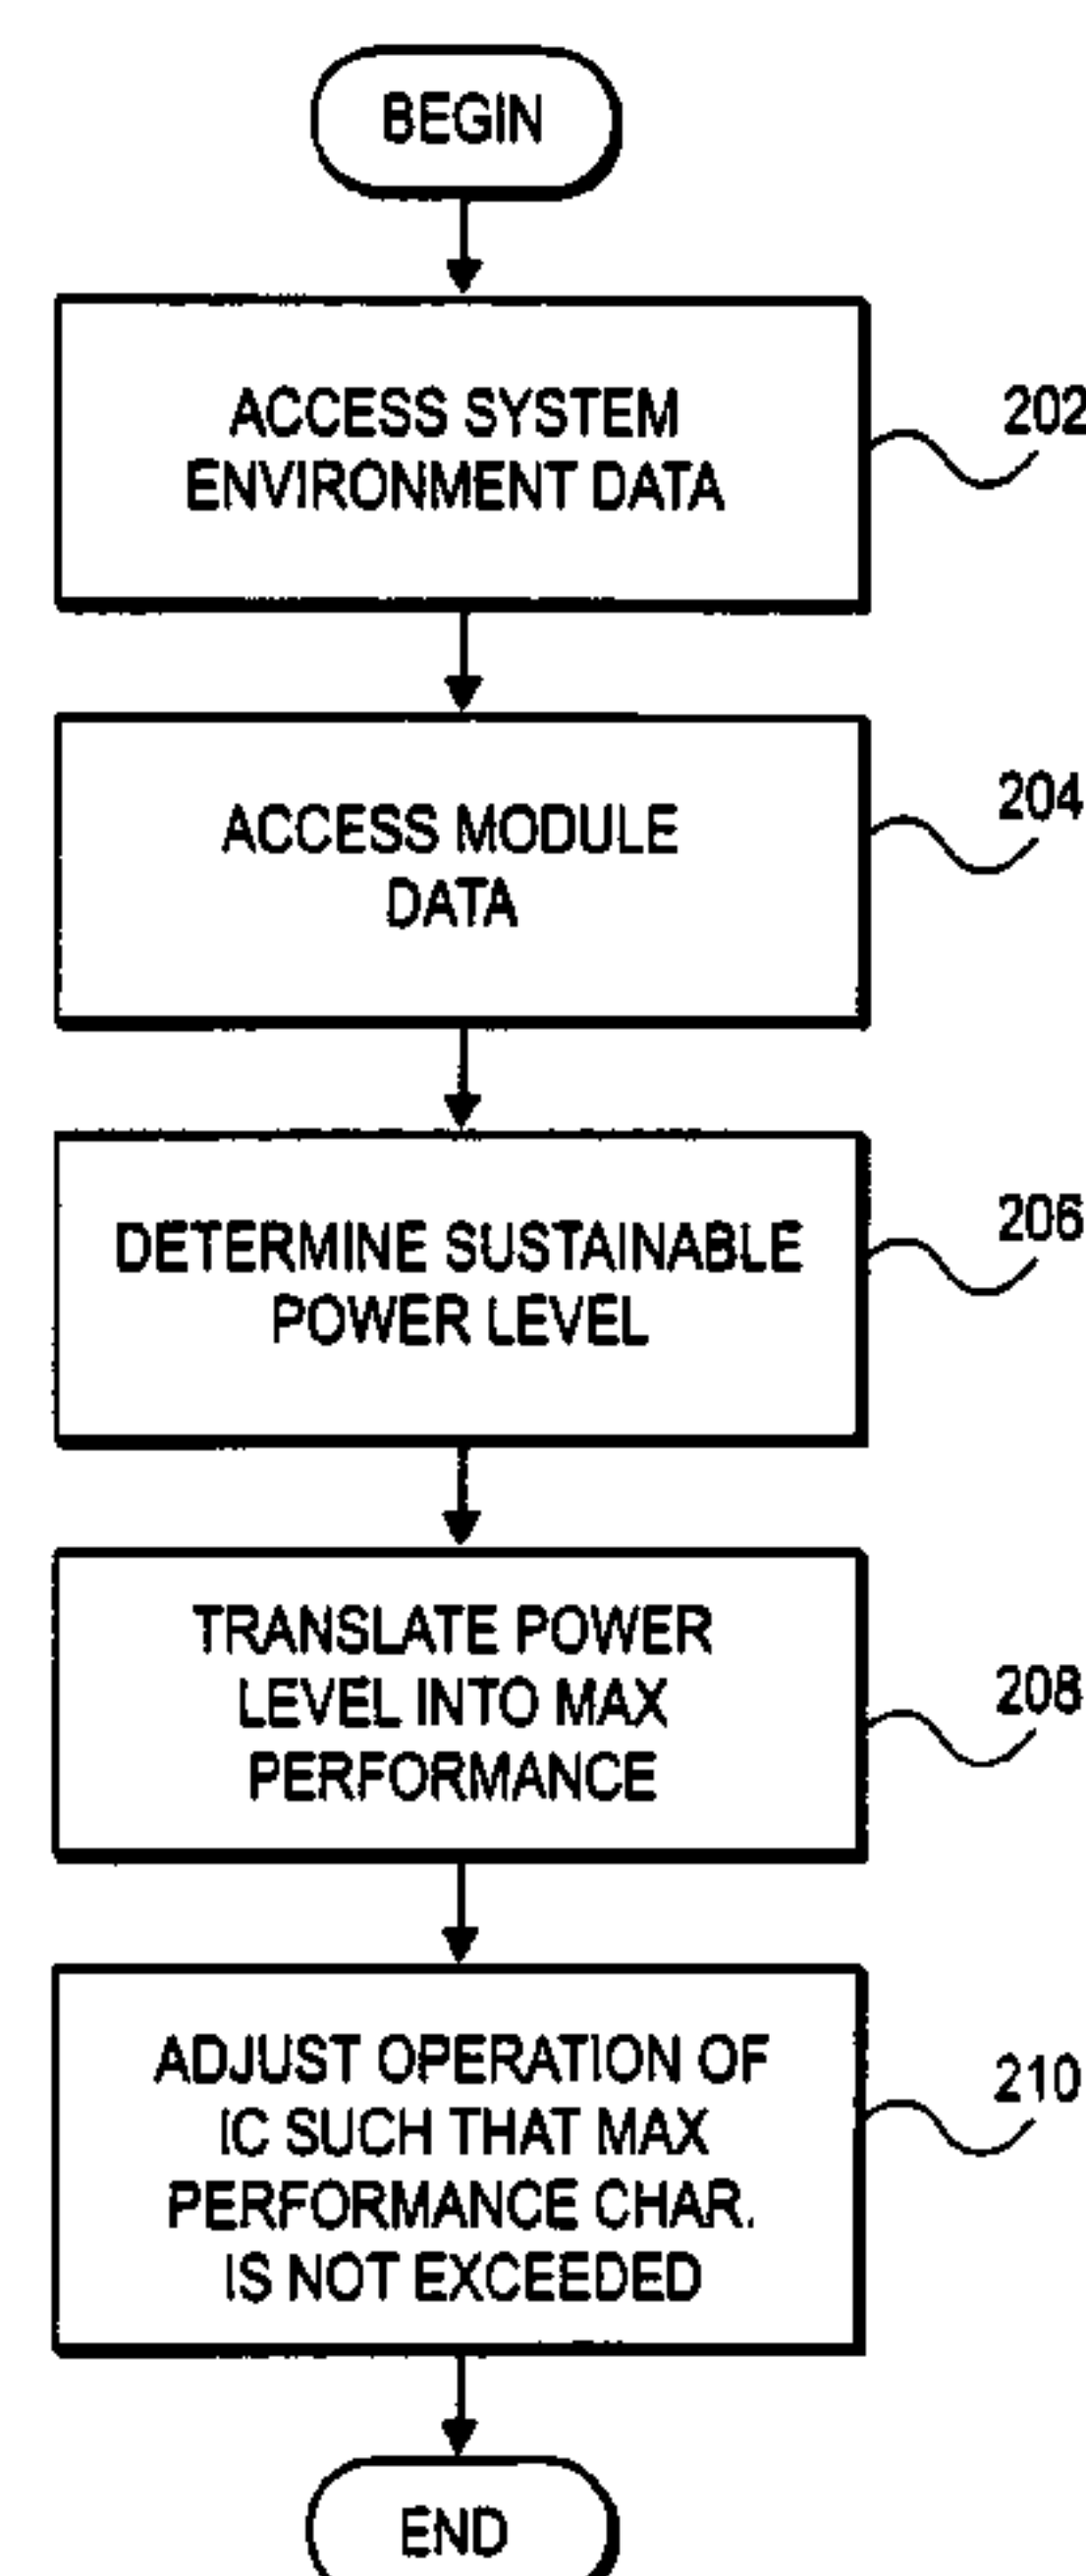 BEGIN
ACCESS SYSTEM
ENVIRONMENT DATA
202
ACCESS MODULE
DATA
204
DETERMINE SUSTAINABLE
POWER LEVEL
206
TRANSLATE POWER
LEVEL INTO MAX
PERFORMANCE
208
ADJUST OPERATION OF
IC SUCH THAT MAX
PERFORMANCE CHAR.
IS NOT EXCEEDED
210
END